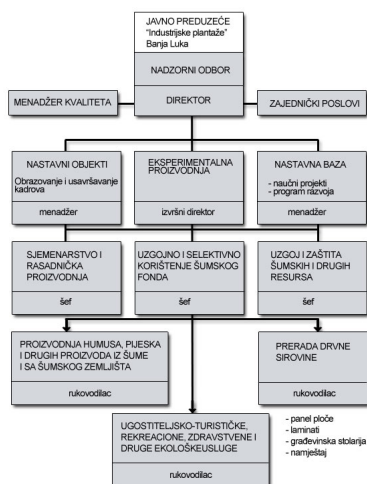 JAVNO PREDUZEĆE
"Industrijske plantaže"
Banja Luka
NADZORNI ODBOR
MENADŽER KVALITETA
DIREKTOR
ZAJEDNIČKI POSLOVI
NASTAVNI OBJEKTI
Obrazovanje i usavršavanje
kadrova
menadžer
EKSPERIMENTALNA
PROIZVODNJA
izvršni direktor
NASTAVNA BAZA
- naučni projekti
- program razvoja
menadžer
SJEMENARSTVO I
RASADNIČKA
PROIZVODNJA
šef
UZGOJNO I SELEKTIVNO
KORIŠTENJE ŠUMSKOG
FONDA
šef
UZGOJ I ZAŠTITA
ŠUMSKIH I DRUGIH
RESURSA
šef
PROIZVODNJA HUMUSA, PIJESKA
I DRUGIH PROIZVODA IZ ŠUME
I SA ŠUMSKOG ZEMLJIŠTA
rukovodilac
PRERADA DRVNE
SIROVINE
rukovodilac
- panel ploče
- laminati
- građevinska stolarija
- namještaj
UGOSTITELJSKO-TURISTIČKE,
REKREACIONE, ZDRAVSTVENE I
DRUGE EKOLOŠKEUSLUGE
rukovodilac